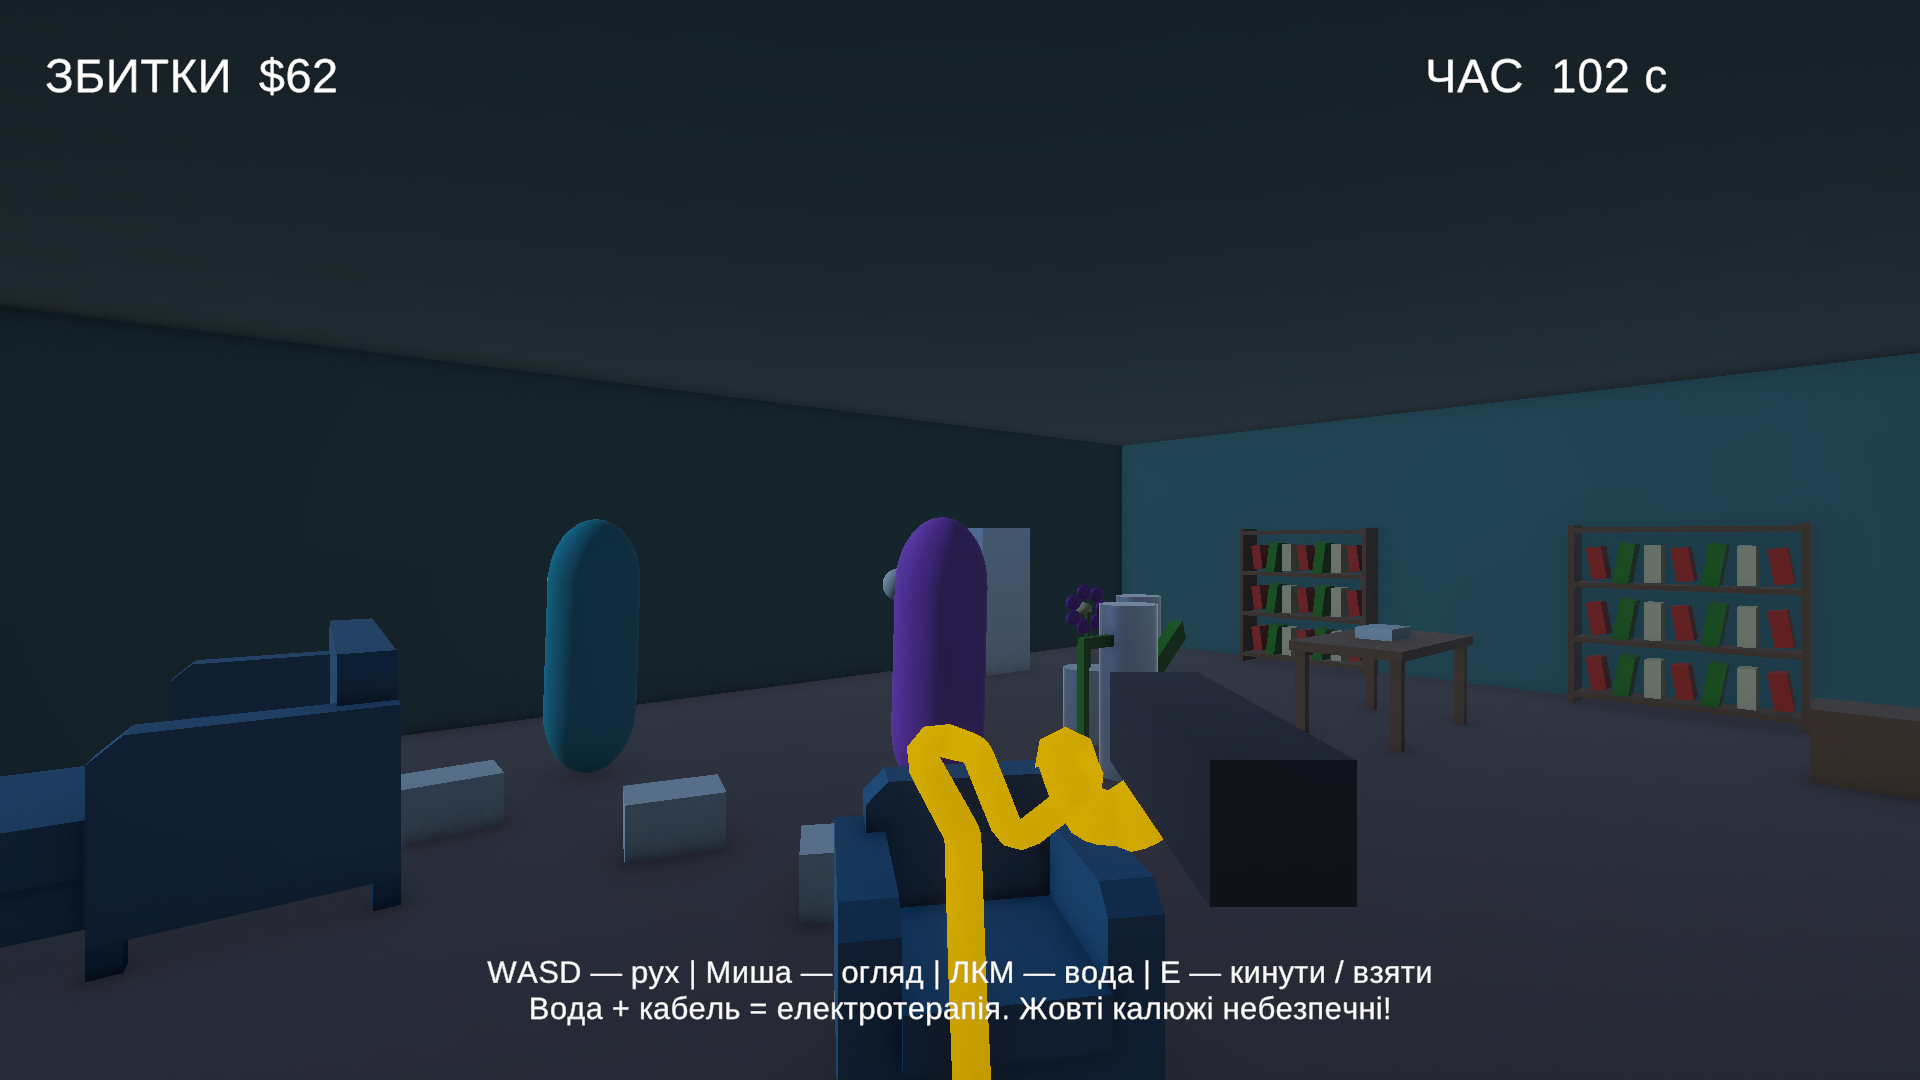 ЗБИТКИ $62
ЧАС 102 с
WASD — рух | Миша — огляд | ЛКМ — вода | E — кинути / взяти
Вода + кабель = електротерапія. Жовті калюжі небезпечні!